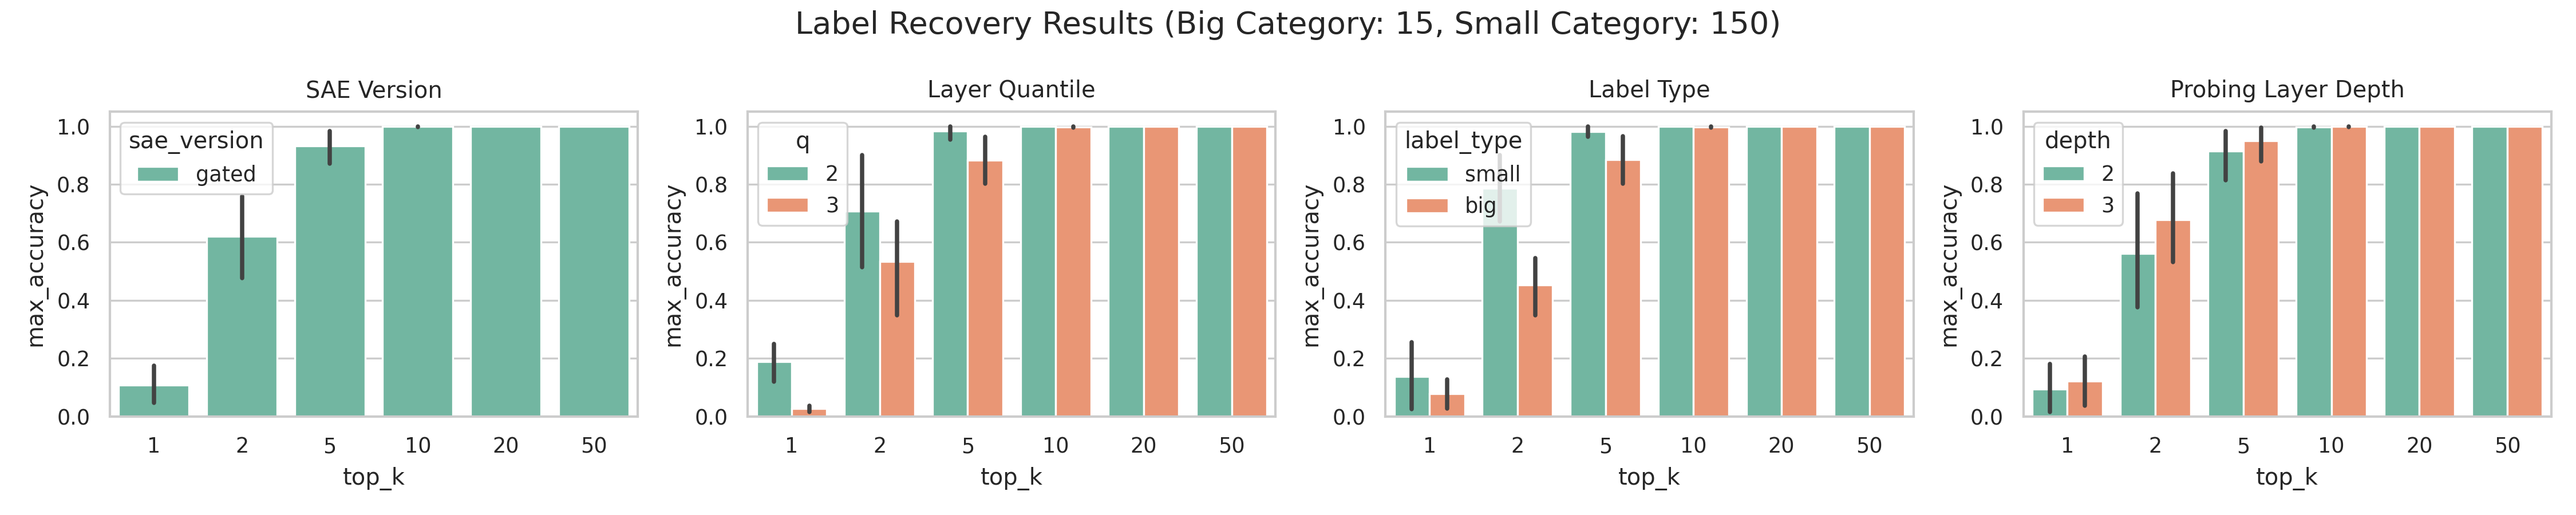 Label Recovery Results (Big Category: 15, Small Category: 150)
SAE Version
max_accuracy
1.0
0.8
0.6
0.4
0.2
0.0
sae_version
gated
1 2 5 10 20 50
top_k
Layer Quantile
max_accuracy
1.0
0.8
0.6
0.4
0.2
0.0
q
2
3
1 2 5 10 20 50
top_k
Label Type
max_accuracy
1.0
0.8
0.6
0.4
0.2
0.0
label_type
small
big
1 2 5 10 20 50
top_k
Probing Layer Depth
max_accuracy
1.0
0.8
0.6
0.4
0.2
0.0
depth
2
3
1 2 5 10 20 50
top_k